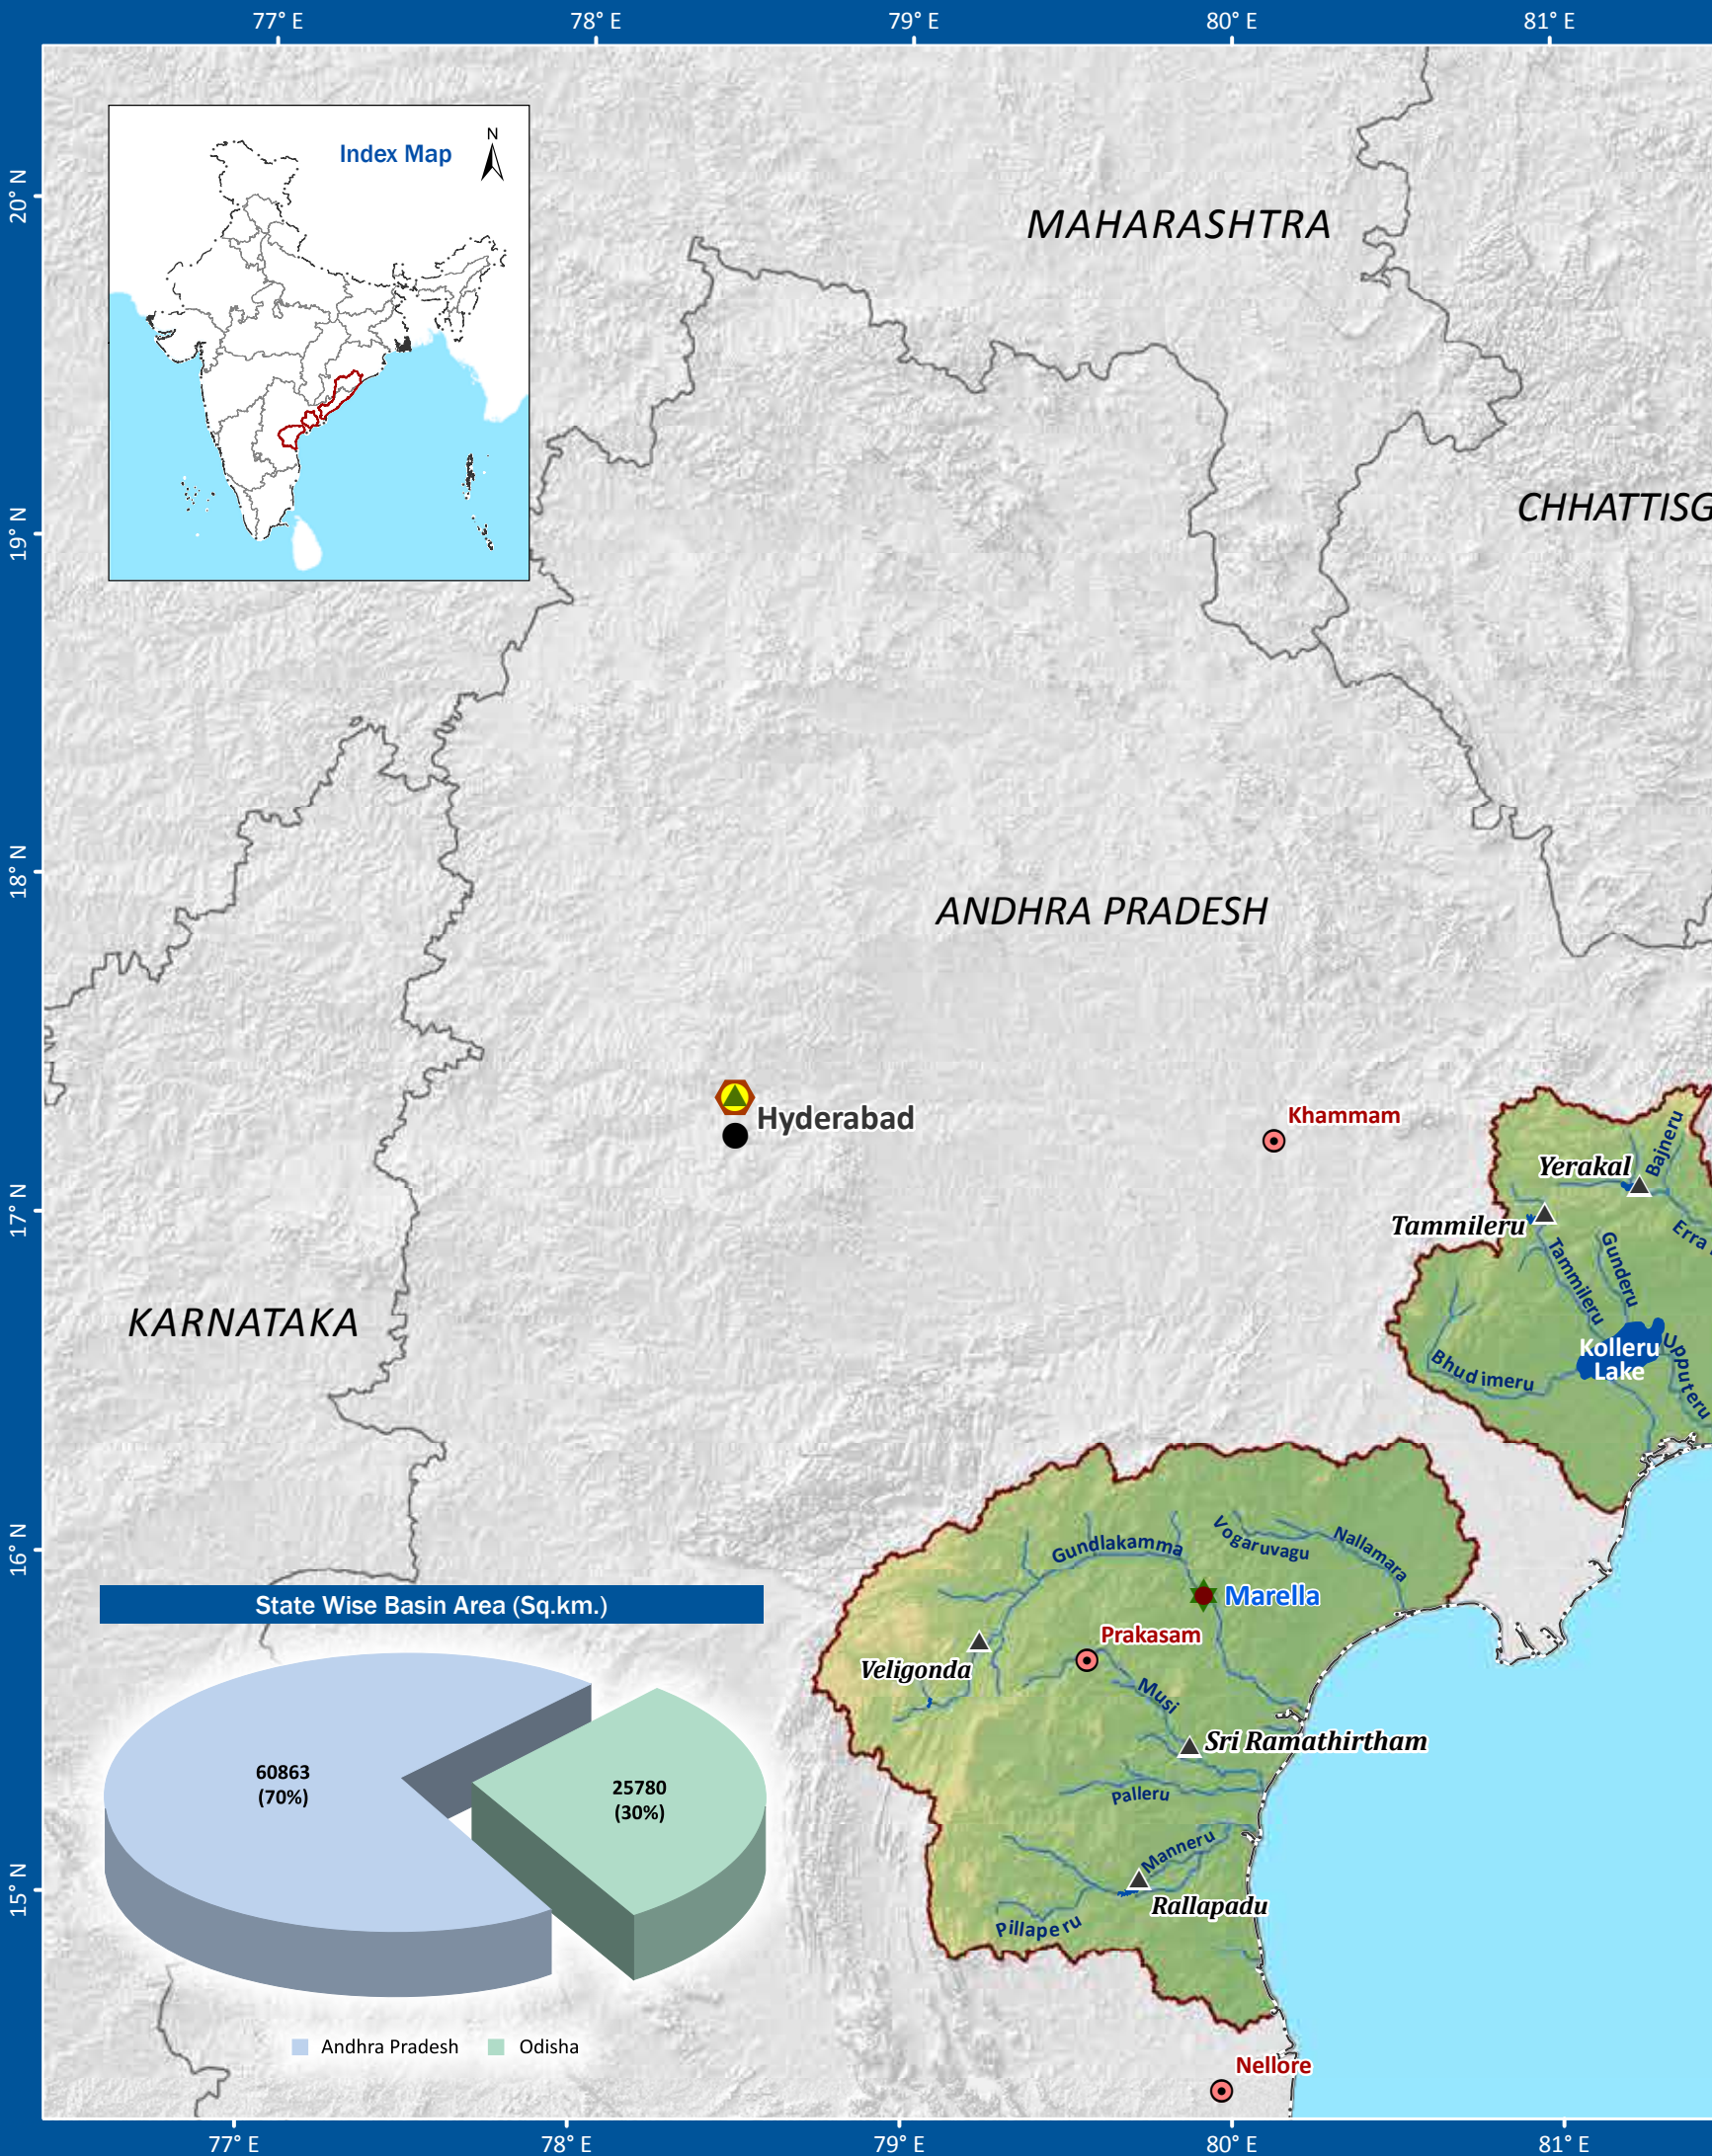 77° E
78° E
79° E
80° E
81° E
20° N
19° N
18° N
17° N
16° N
15° N
Index Map
N
MAHARASHTRA
CHHATTISG
ANDHRA PRADESH
KARNATAKA
Hyderabad
Khammam
Yerakal
Bajneru
Tammileru
Erra
Tammileru
Gunderu
Kolleru
Lake
Upputeru
Bhudimeru
Gundlakamma
Vogaruvagu
Nallamara
Marella
Prakasam
Veligonda
Musi
Sri Ramathirtham
Palleru
Manneru
Rallapadu
Pillaperu
Nellore
State Wise Basin Area (Sq.km.)
60863
(70%)
25780
(30%)
Andhra Pradesh
Odisha
77° E
78° E
79° E
80° E
81° E